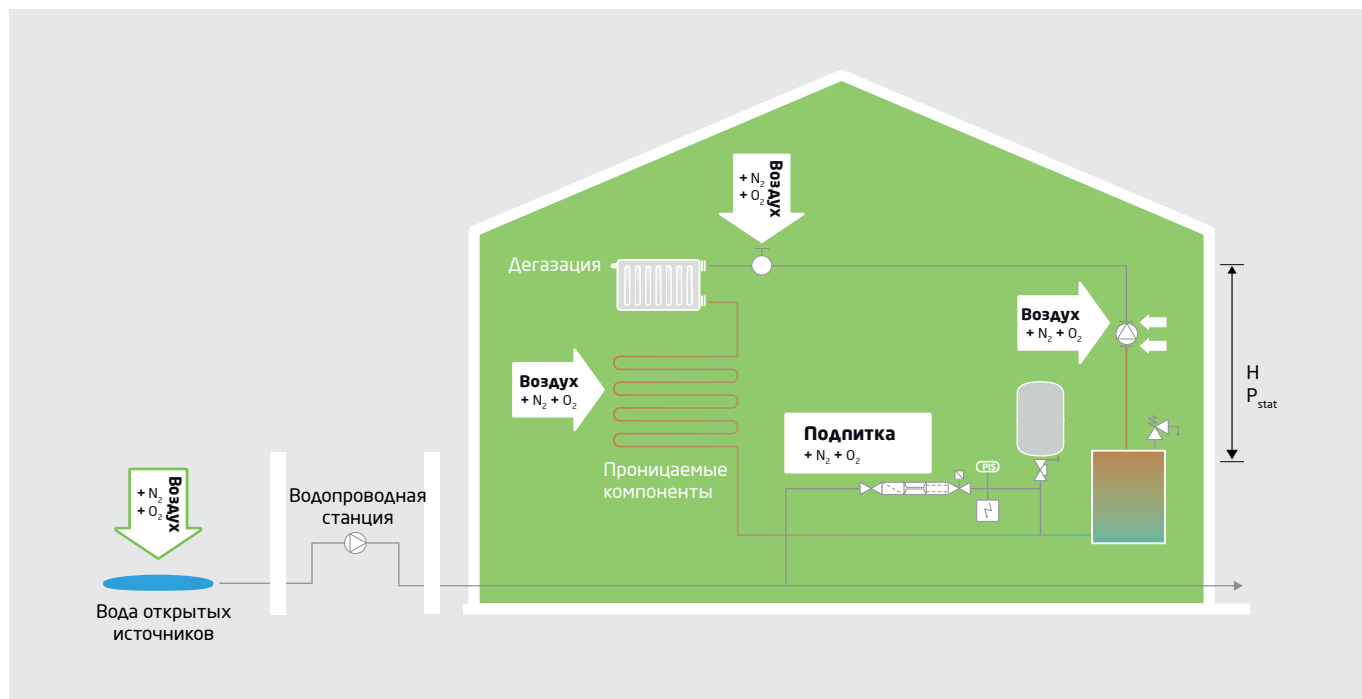 + N₂
+ O₂
Воздух
Дегазация
Воздух
+ N₂ + O₂
H
P stat
Воздух
+ N₂ + O₂
Подпитка
+ N₂ + O₂
Проницаемые
компоненты
PIS
+ N₂
+ O₂
Воздух
Водопроводная
станция
Вода открытых
источников